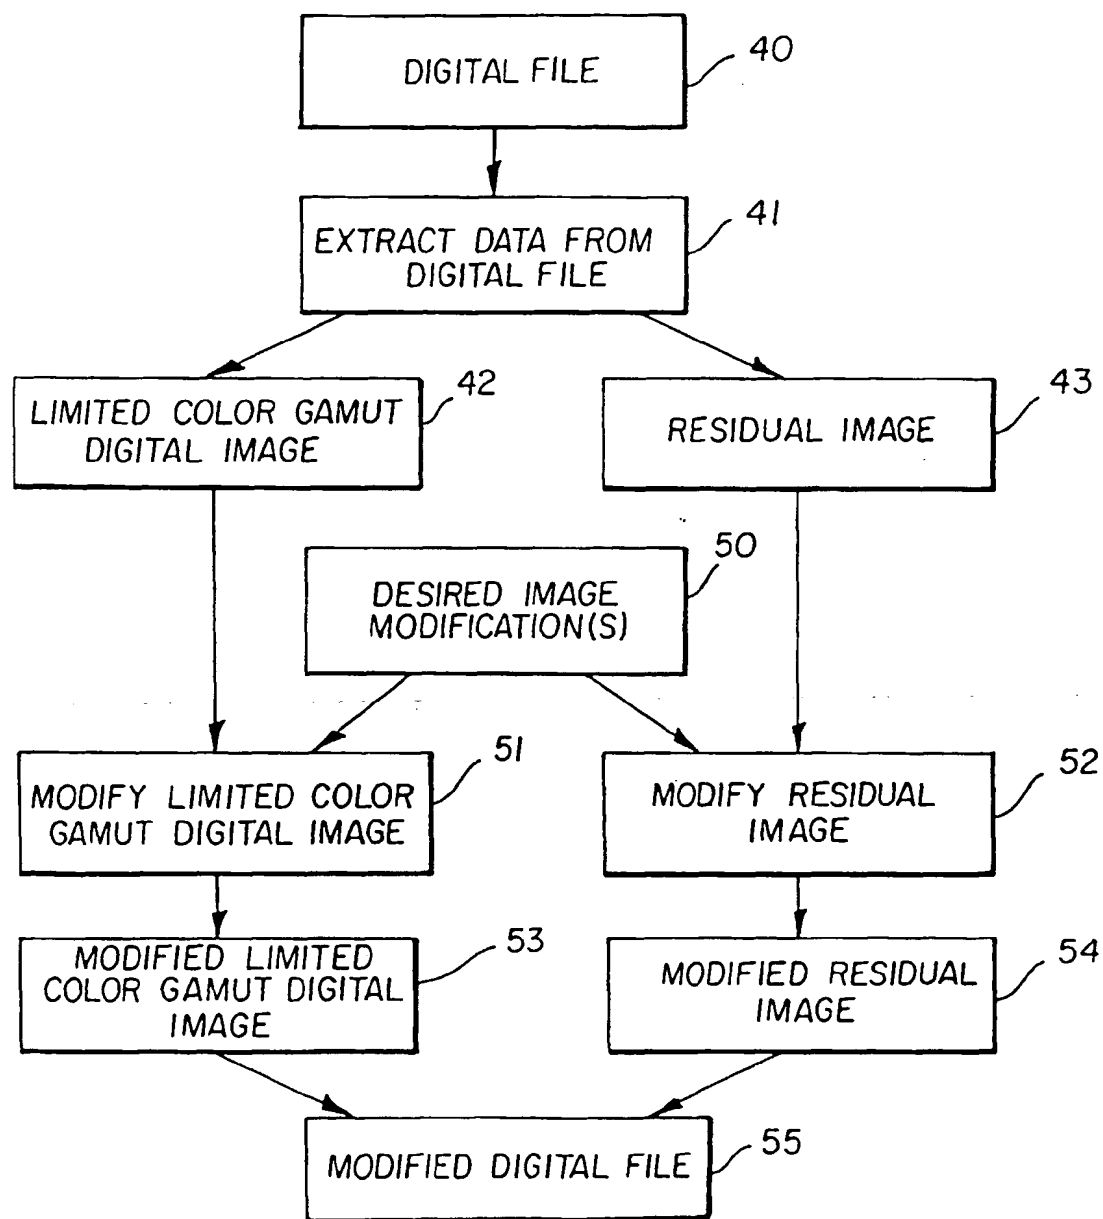 DIGITAL FILE
40
EXTRACT DATA FROM
DIGITAL FILE
41
LIMITED COLOR GAMUT
DIGITAL IMAGE
42
RESIDUAL IMAGE
43
DESIRED IMAGE
MODIFICATION(S)
50
MODIFY LIMITED COLOR
GAMUT DIGITAL IMAGE
51
MODIFY RESIDUAL
IMAGE
52
MODIFIED LIMITED
COLOR GAMUT DIGITAL
IMAGE
53
MODIFIED RESIDUAL
IMAGE
54
MODIFIED DIGITAL FILE
55